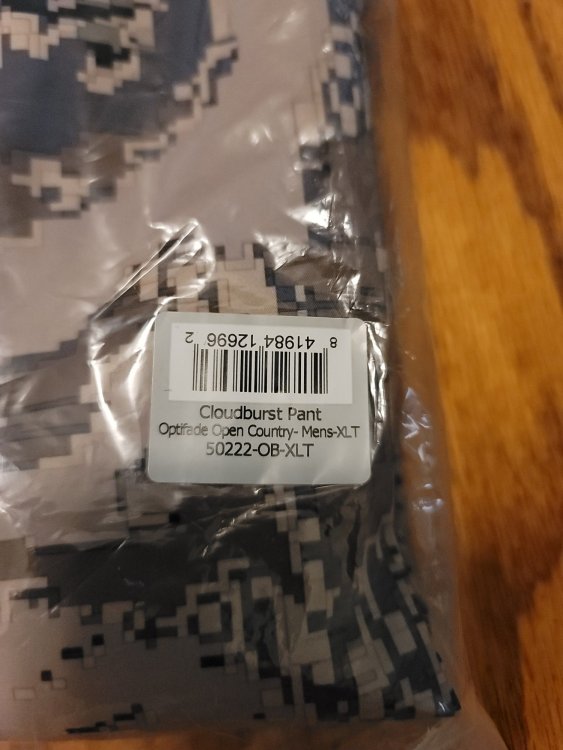 8 41984 12696 2
Cloudburst Pant
Optifade Open Country- Mens-XLT
50222-OB-XLT